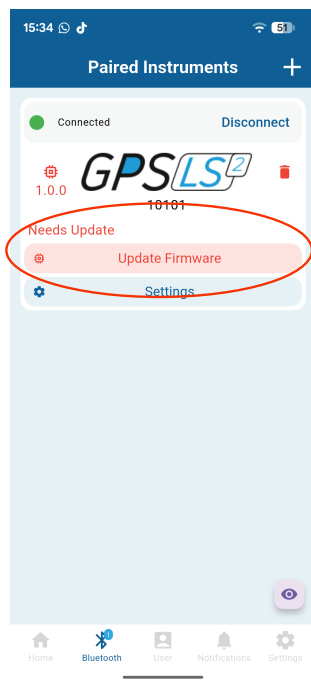 15:34 51
Paired Instruments
Connected Disconnect
GPSLS2
1.0.0
10101
Needs Update
Update Firmware
Settings
1
Home Bluetooth User Notifications Settings